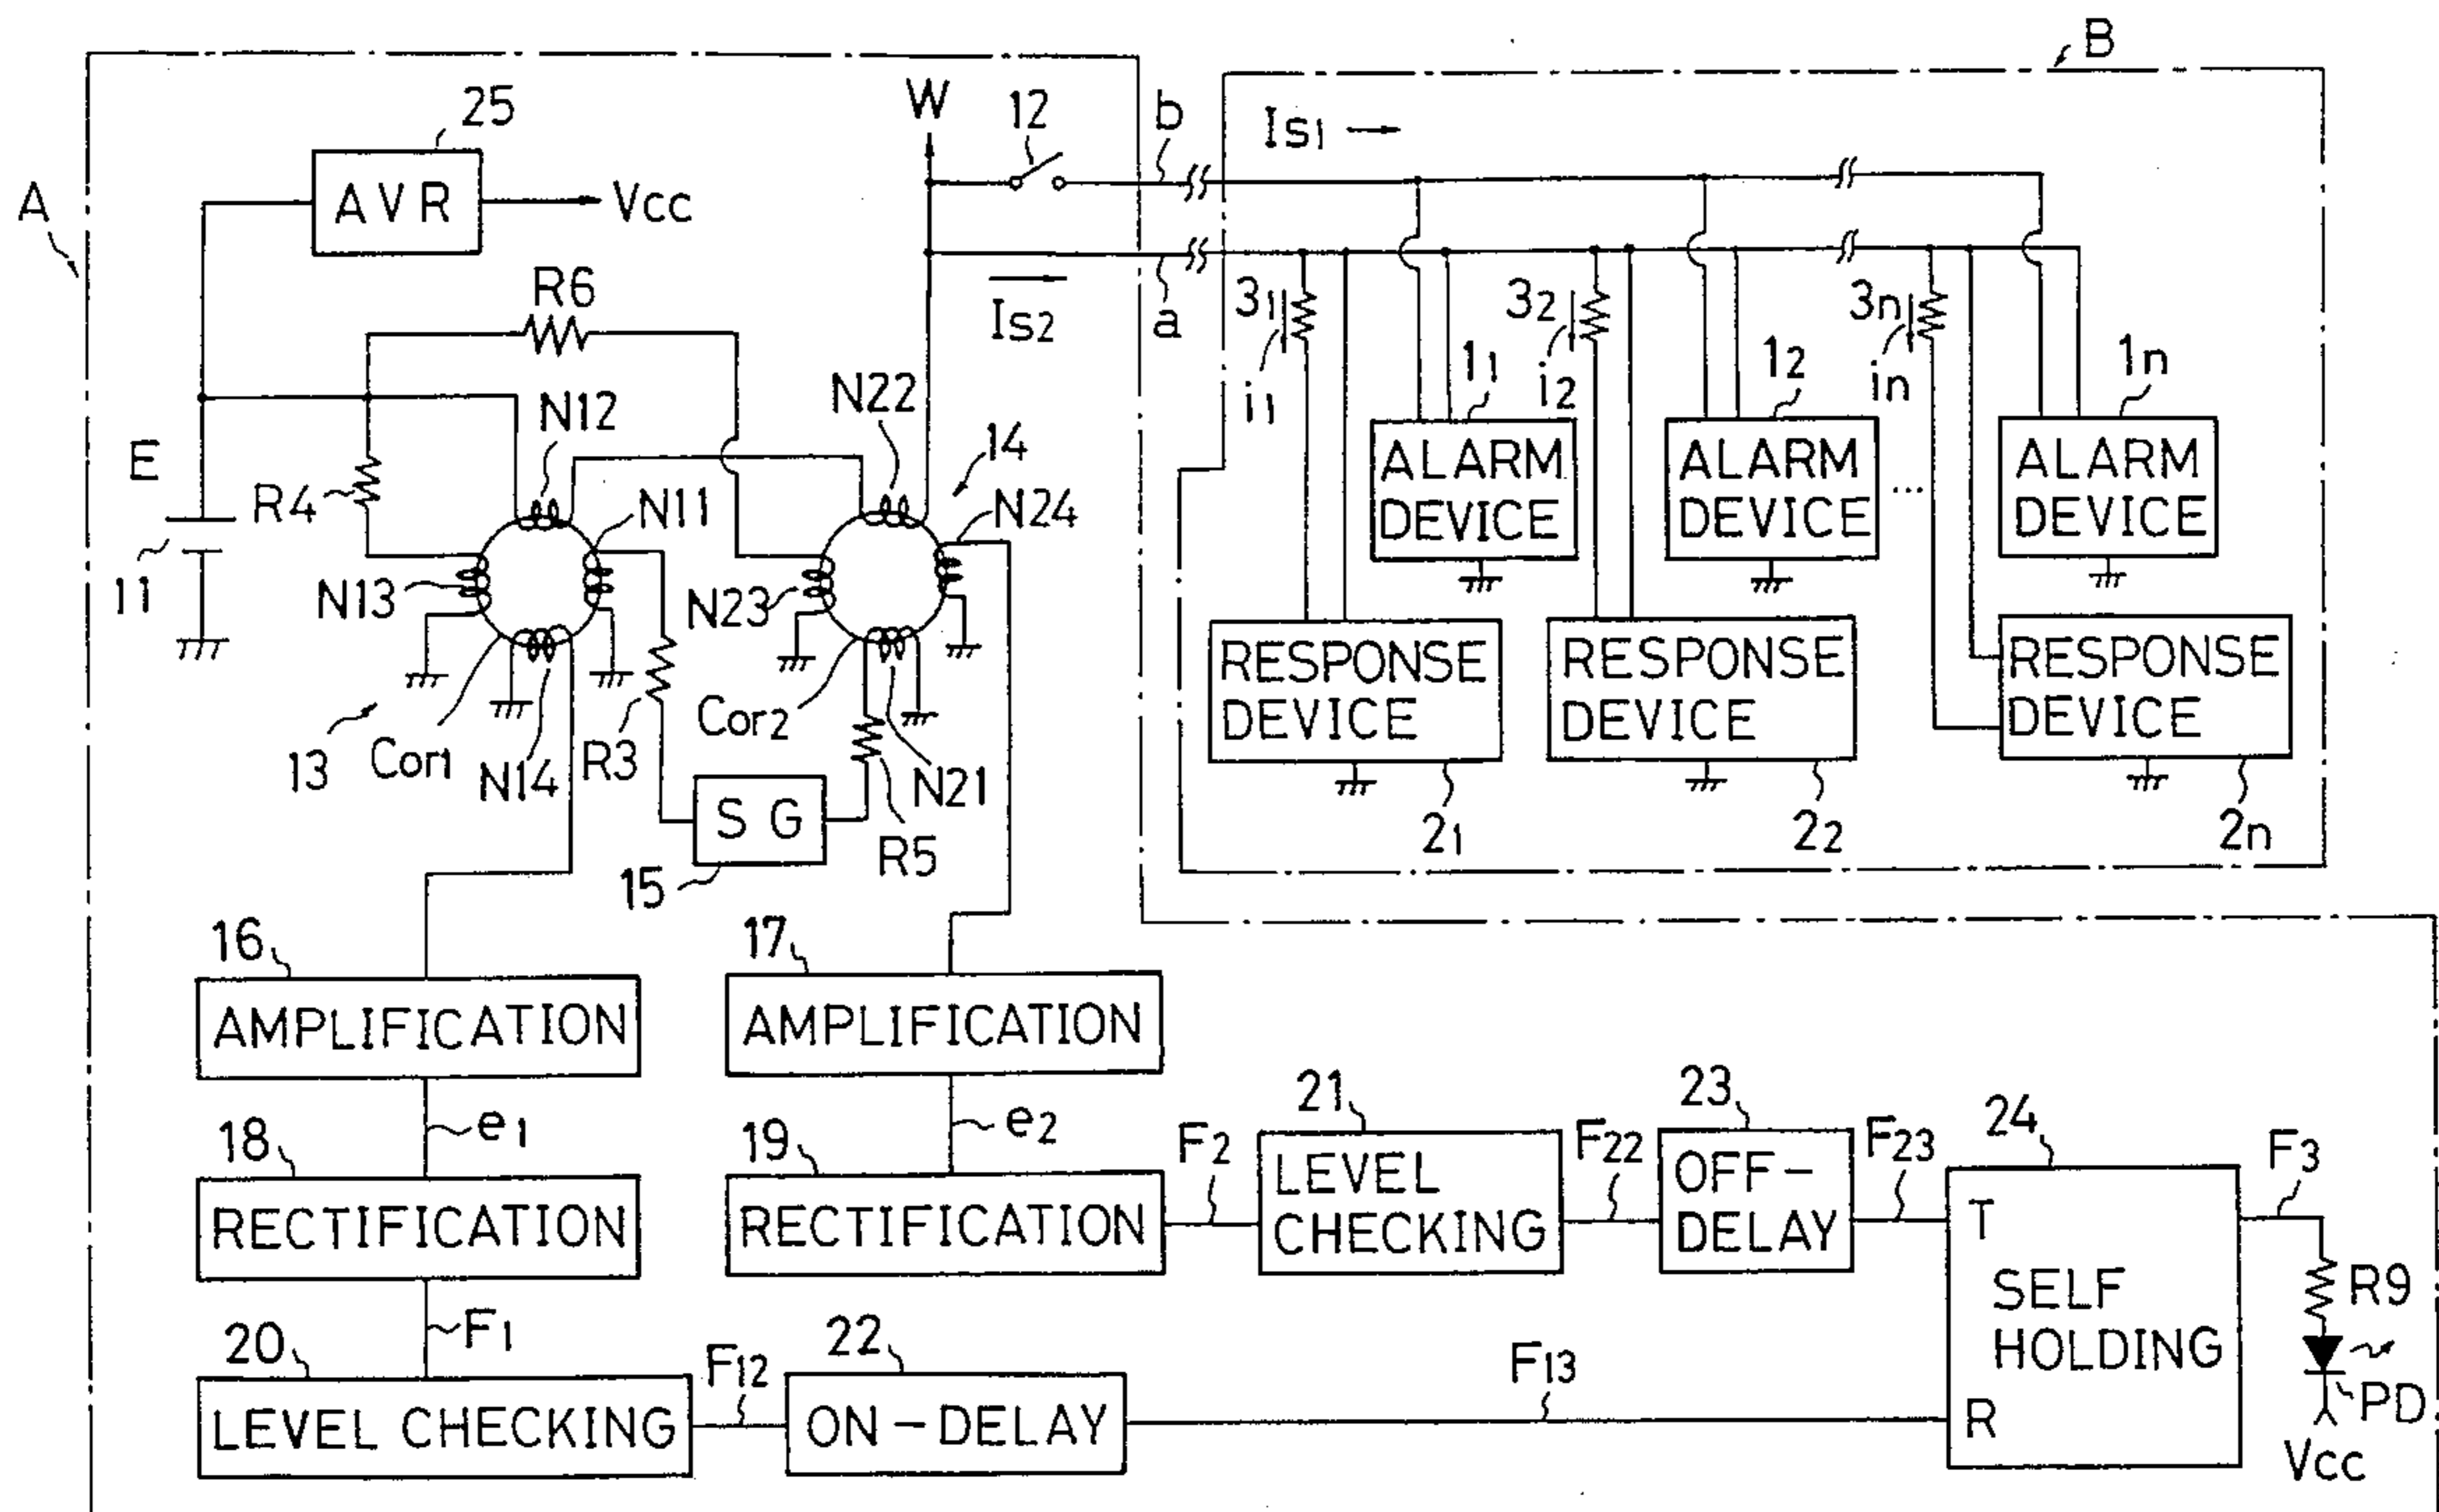 B
W
12
b
Is1
25
A
AVR
Vcc
R6
Is2
a
31
32
3n
i1
i2
in
11
12
1n
N12
N22
14
E
R4
N11
N24
ALARM
DEVICE
ALARM
DEVICE
...
ALARM
DEVICE
11
N13
N23
RESPONSE
DEVICE
RESPONSE
DEVICE
RESPONSE
DEVICE
13
Cor1
N14
R3
Cor2
N21
SG
15
R5
21
22
2n
16
AMPLIFICATION
17
AMPLIFICATION
e1
e2
18
RECTIFICATION
19
RECTIFICATION
F2
21
LEVEL
CHECKING
F22
23
OFF-
DELAY
F23
24
T
SELF
HOLDING
R
F3
R9
PD
Vcc
F1
20
LEVEL CHECKING
F12
22
ON-DELAY
F13